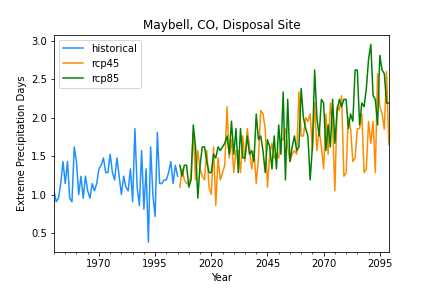 Maybell, CO, Disposal Site
historical
rcp45
rcp85
Extreme Precipitation Days
3.0
2.5
2.0
1.5
1.0
0.5
1970 1995 2020 2045 2070 2095
Year